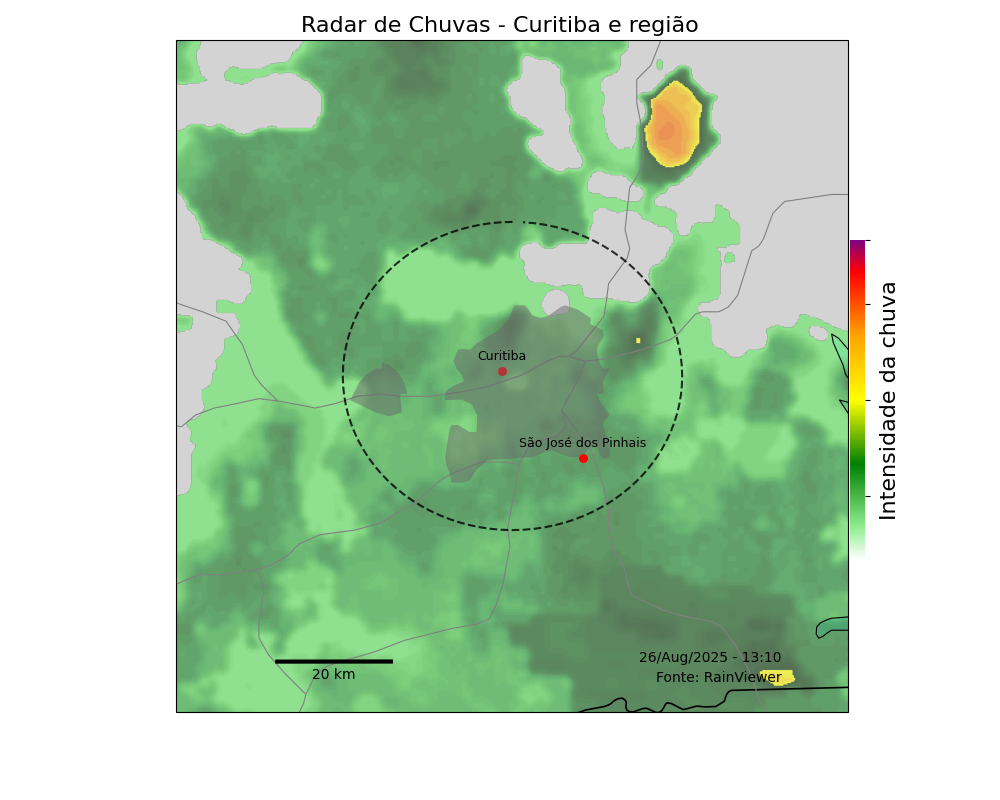 Radar de Chuvas - Curitiba e região
Curitiba
São José dos Pinhais
Intensidade da chuva
26/Aug/2025 - 13:10
Fonte: RainViewer
20 km